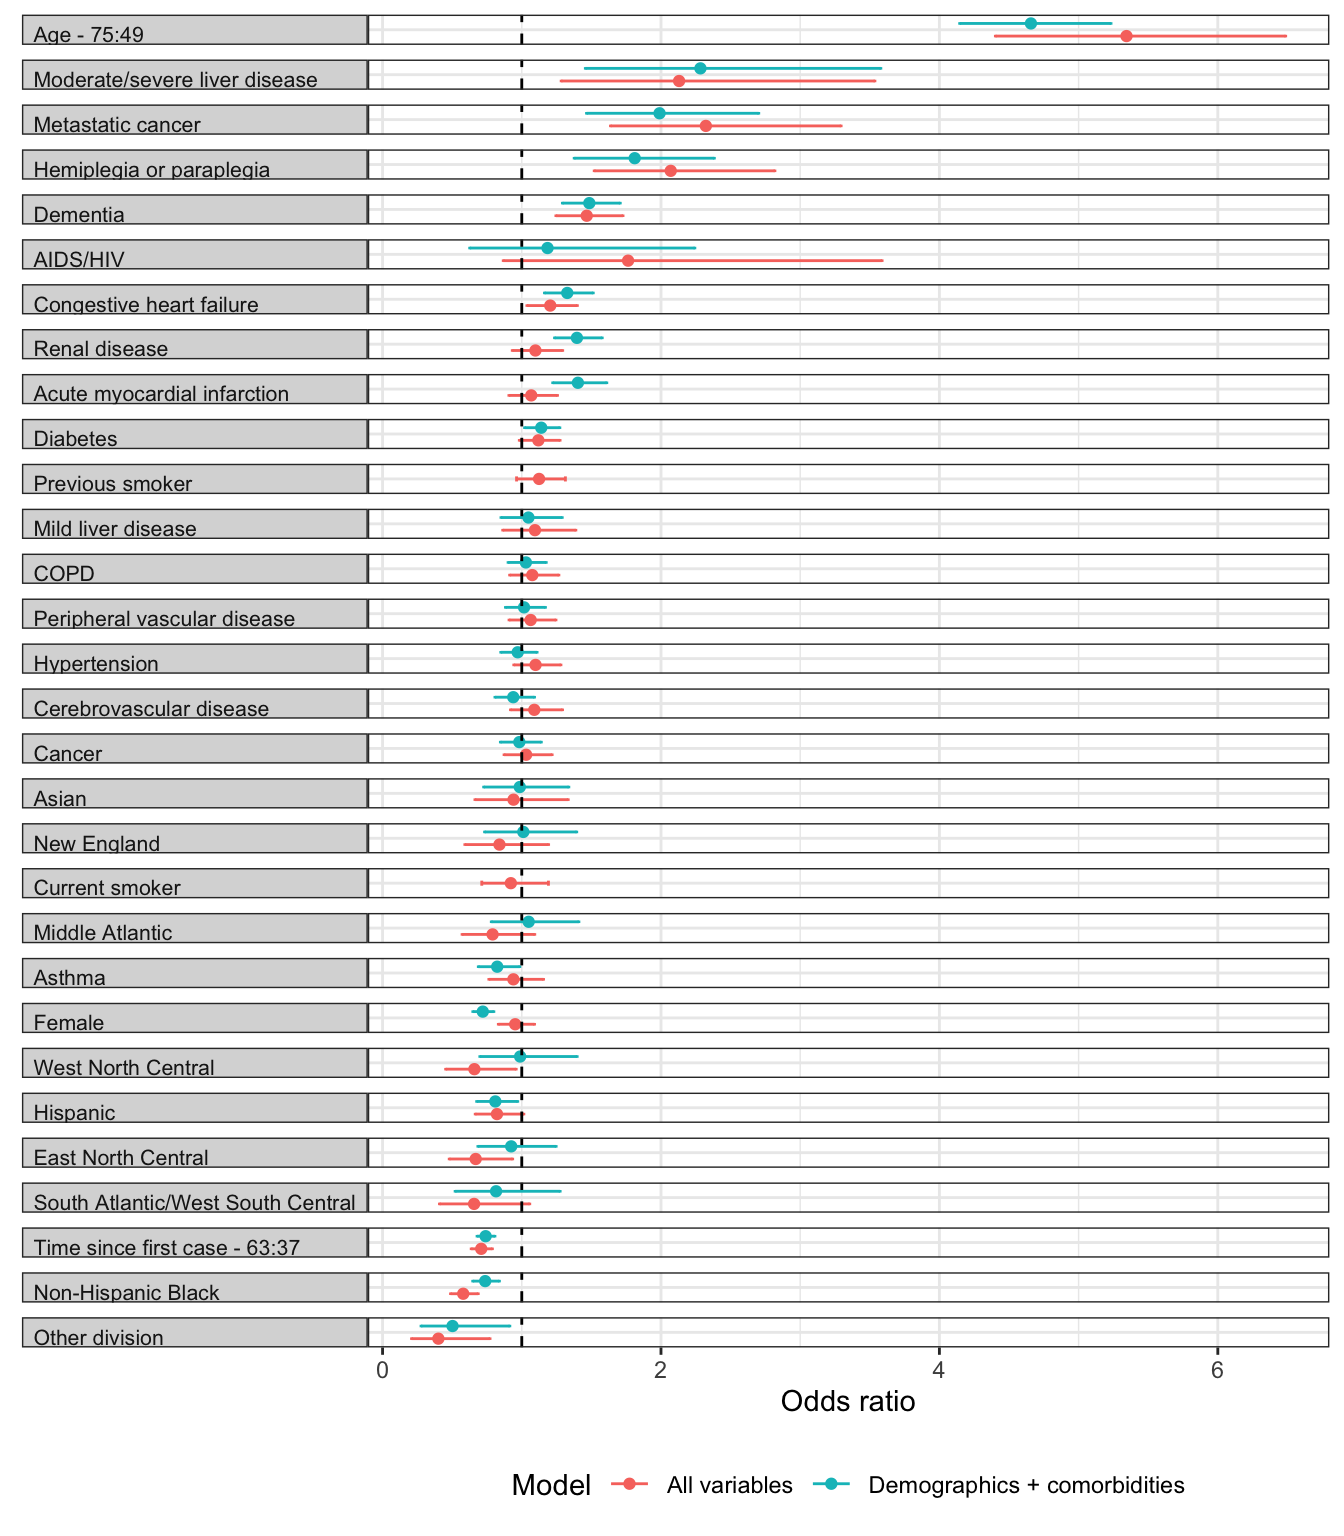 Age - 75:49
Moderate/severe liver disease
Metastatic cancer
Hemiplegia or paraplegia
Dementia
AIDS/HIV
Congestive heart failure
Renal disease
Acute myocardial infarction
Diabetes
Previous smoker
Mild liver disease
COPD
Peripheral vascular disease
Hypertension
Cerebrovascular disease
Cancer
Asian
New England
Current smoker
Middle Atlantic
Asthma
Female
West North Central
Hispanic
East North Central
South Atlantic/West South Central
Time since first case - 63:37
Non-Hispanic Black
Other division
0 2 4 6
Odds ratio
Model All variables Demographics + comorbidities